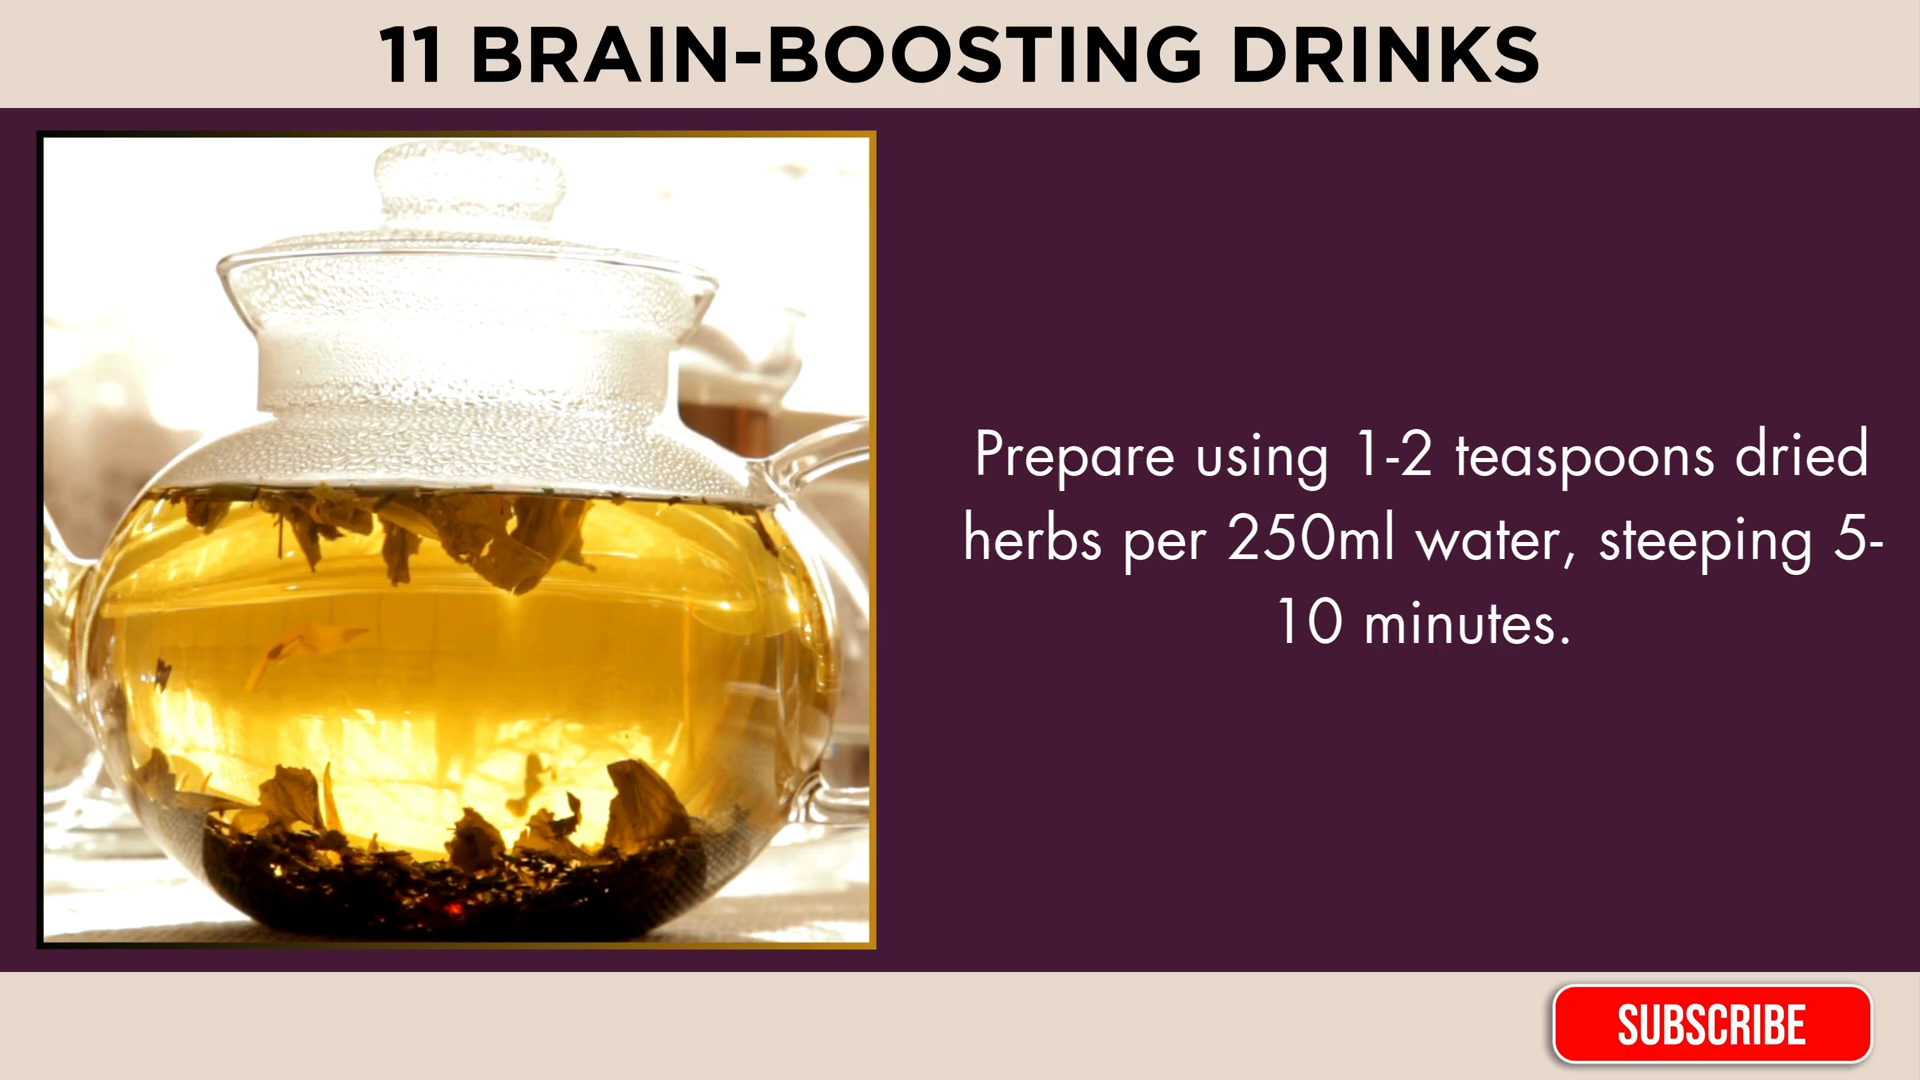 11 BRAIN-BOOSTING DRINKS
Prepare using 1-2 teaspoons dried
herbs per 250ml water, steeping 5-
10 minutes.
SUBSCRIBE